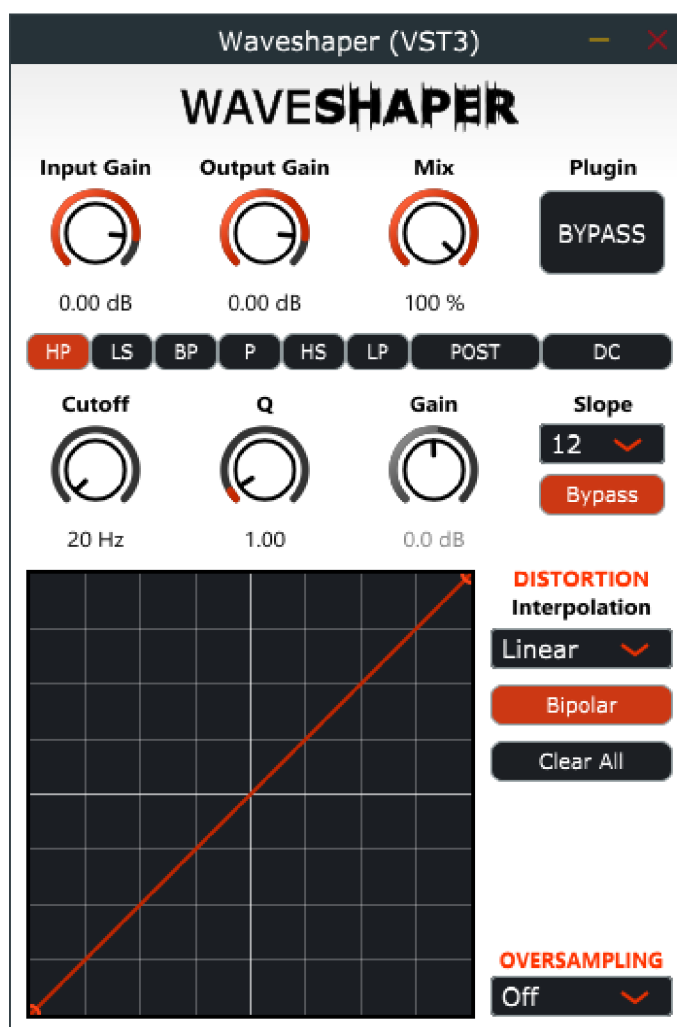 Waveshaper (VST3)
WAVESHAPER
Input Gain Output Gain Mix Plugin
BYPASS
0.00 dB 0.00 dB 100 %
HP LS BP P HS LP POST DC
Cutoff Q Gain Slope
12
Bypass
20 Hz 1.00 0.0 dB
DISTORTION
Interpolation
Linear
Bipolar
Clear All
OVERSAMPLING
Off